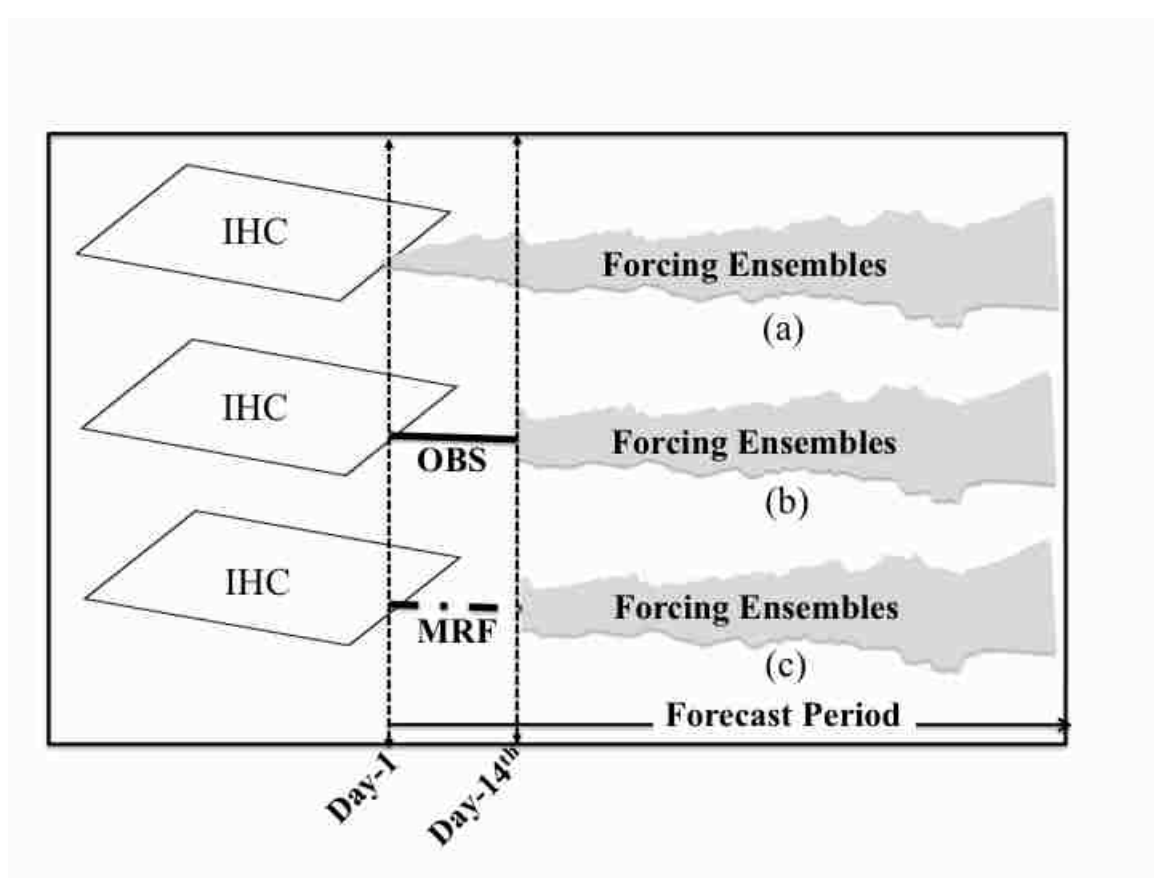 IHC
Forcing Ensembles
(a)
IHC
Forcing Ensembles
OBS
(b)
IHC
Forcing Ensembles
MRF
(c)
Forecast Period
Day-1
Day-14th